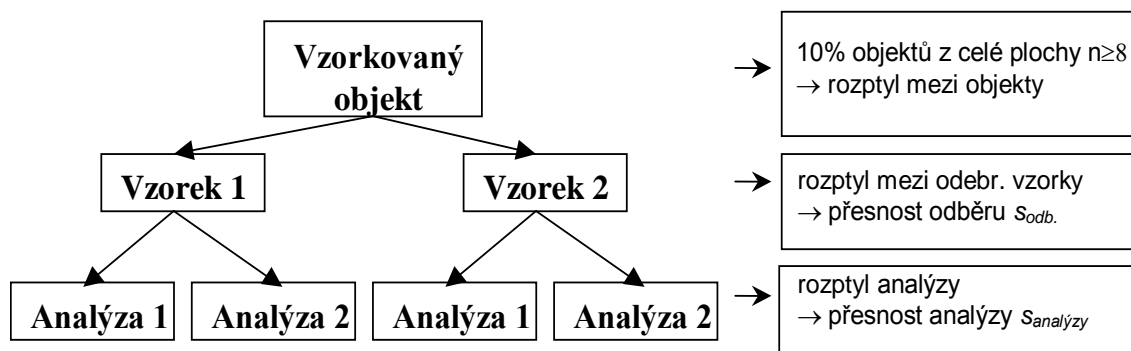 Vzorkovaný
objekt
10% objektů z celé plochy n≥8
→ rozptyl mezi objekty
Vzorek 1
Vzorek 2
rozptyl mezi odebr. vzorky
→ přesnost odběru s_odb.
Analýza 1
Analýza 2
Analýza 1
Analýza 2
rozptyl analýzy
→ přesnost analýzy s_analýzy